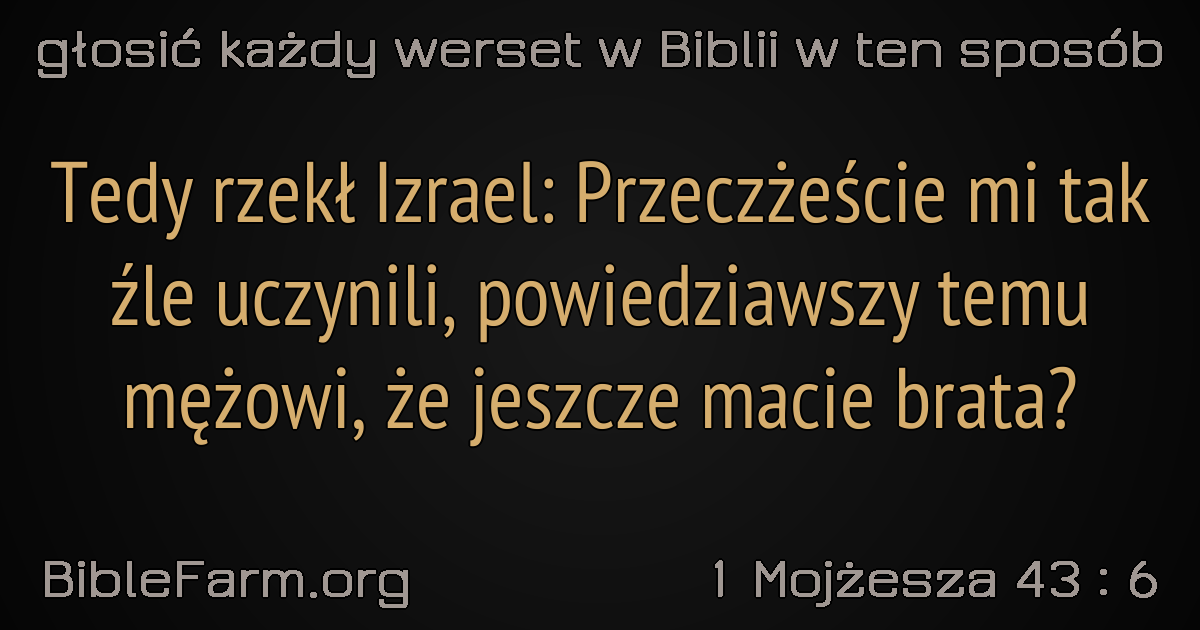 głosić każdy werset w Biblii w ten sposób
Tedy rzekł Izrael: Przeczżeście mi tak
źle uczynili, powiedziawszy temu
mężowi, że jeszcze macie brata?
BibleFarm.org
1 Mojżesza 43 : 6